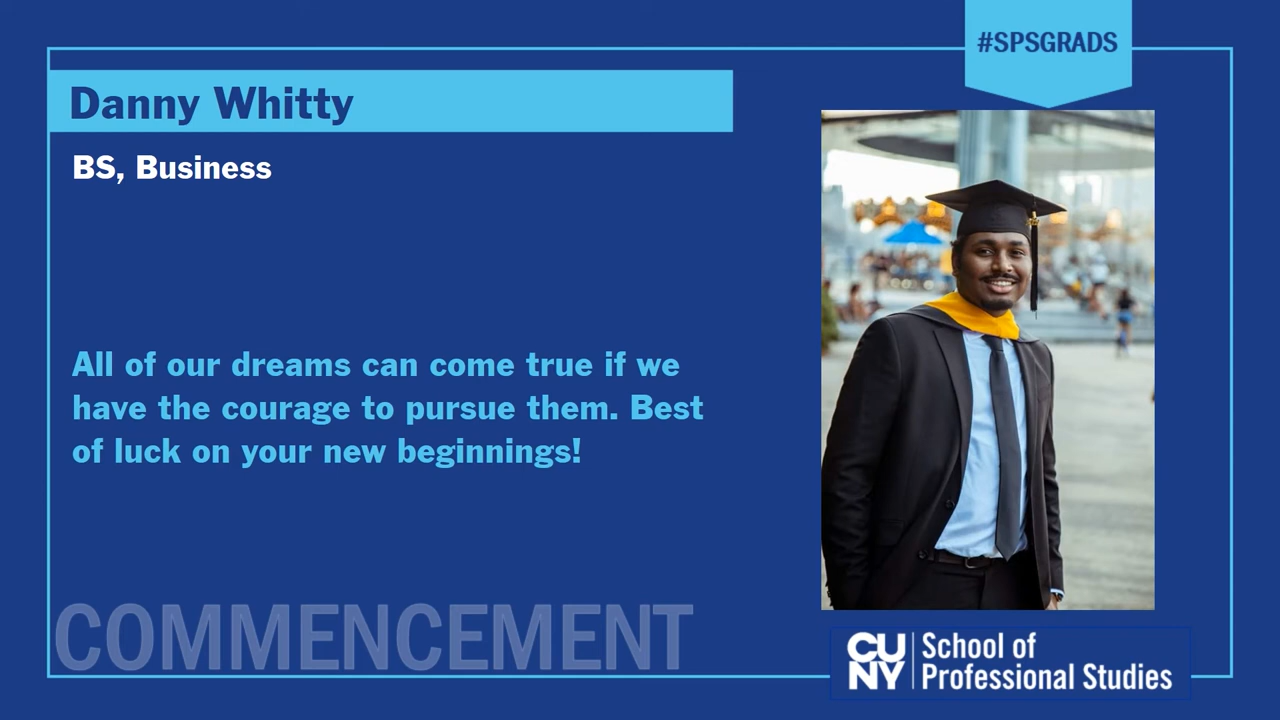 #SPSGRADS
Danny Whitty
BS, Business
All of our dreams can come true if we
have the courage to pursue them. Best
of luck on your new beginnings!
COMMENCEMENT
CU
NY
School of
Professional Studies